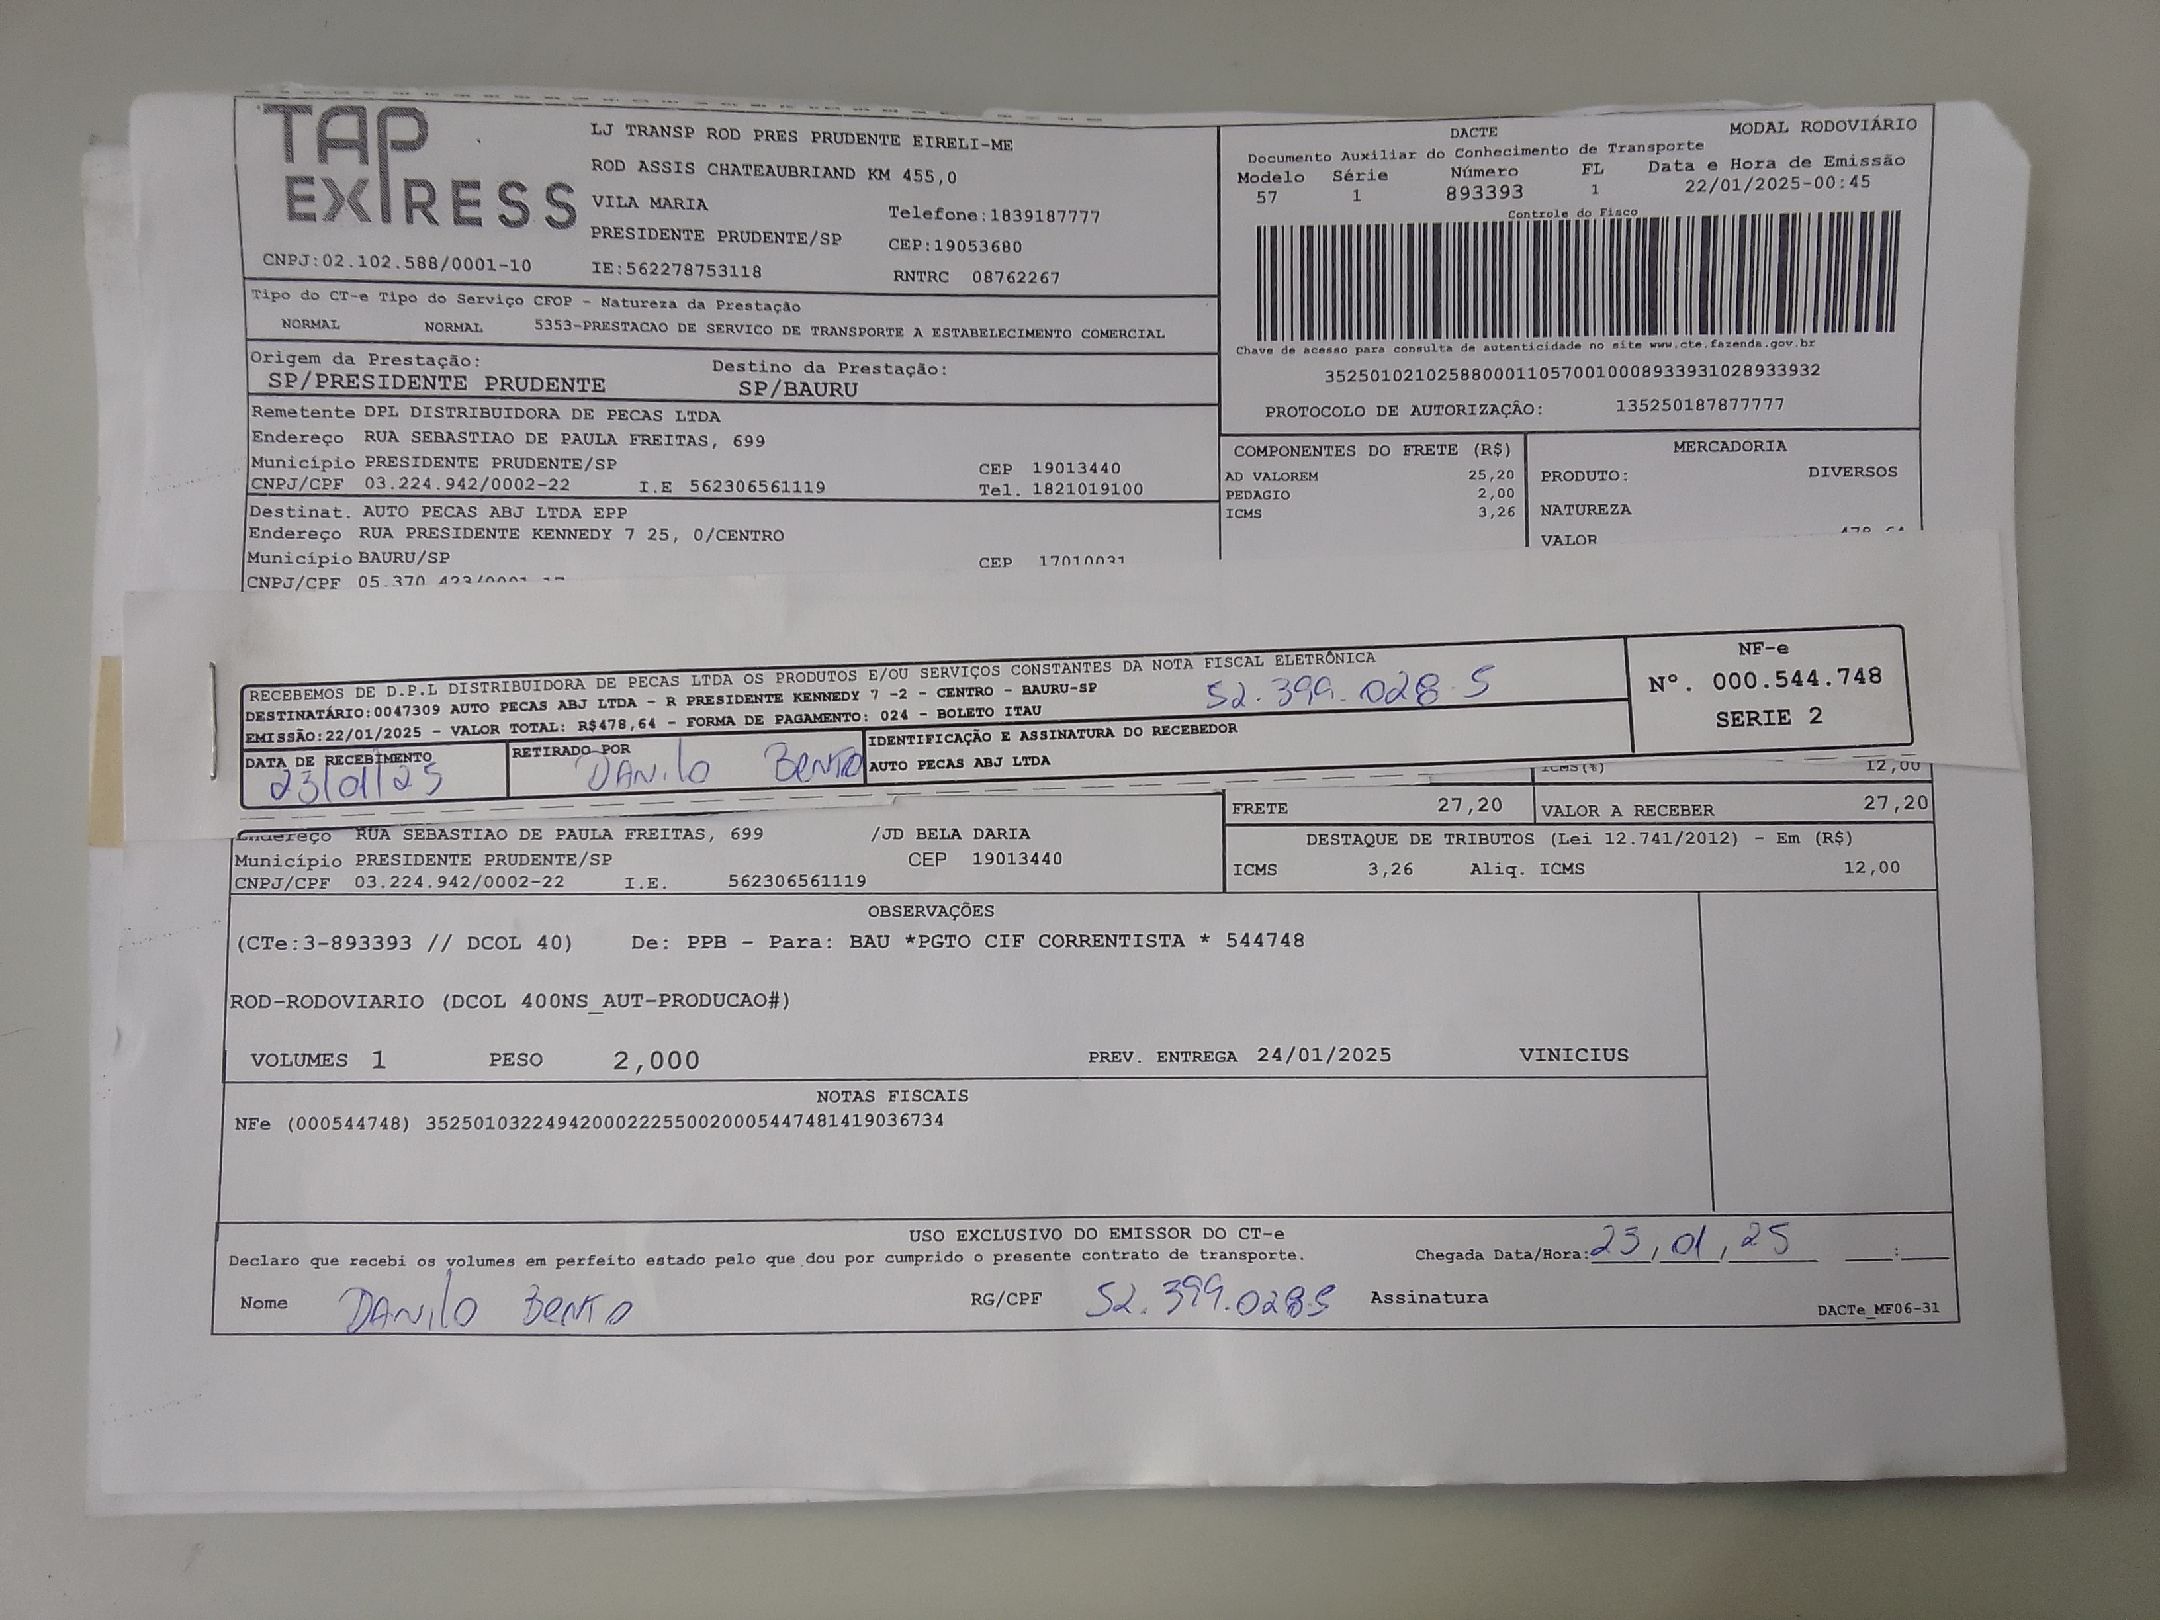 TAP EXPRESS
LJ TRANSP ROD PRES PRUDENTE EIRELI-ME
ROD ASSIS CHATEAUBRIAND KM 455,0
VILA MARIA Telefone:1839187777
PRESIDENTE PRUDENTE/SP CEP:19053680
CNPJ:02.102.588/0001-10 IE:562278753118 RNTRC 08762267
DACTE MODAL RODOVIÁRIO
Documento Auxiliar do Conhecimento de Transporte
Modelo Série Número FL Data e Hora de Emissão
57 1 893393 1 22/01/2025-00:45
Controle do Fisco
Chave de acesso para consulta de autenticidade no site www.cte.fazenda.gov.br
35250102102588000110570010008933931028933932
PROTOCOLO DE AUTORIZAÇÃO: 135250187877777
Tipo do CT-e Tipo do Serviço CFOP - Natureza da Prestação
NORMAL NORMAL 5353-PRESTACAO DE SERVICO DE TRANSPORTE A ESTABELECIMENTO COMERCIAL
Origem da Prestação: Destino da Prestação:
SP/PRESIDENTE PRUDENTE SP/BAURU
Remetente DPL DISTRIBUIDORA DE PECAS LTDA
Endereço RUA SEBASTIAO DE PAULA FREITAS, 699
Município PRESIDENTE PRUDENTE/SP CEP 19013440
CNPJ/CPF 03.224.942/0002-22 I.E 562306561119 Tel. 1821019100
Destinat. AUTO PECAS ABJ LTDA EPP
Endereço RUA PRESIDENTE KENNEDY 7 25, 0/CENTRO
Município BAURU/SP CEP 17010031
CNPJ/CPF 05.370.423/0001
COMPONENTES DO FRETE (R$) MERCADORIA
AD VALOREM 25,20 PRODUTO: DIVERSOS
PEDAGIO 2,00
ICMS 3,26 NATUREZA
VALOR 478,64
RECEBEMOS DE D.P.L DISTRIBUIDORA DE PECAS LTDA OS PRODUTOS E/OU SERVIÇOS CONSTANTES DA NOTA FISCAL ELETRÔNICA
DESTINATÁRIO:0047309 AUTO PECAS ABJ LTDA - R PRESIDENTE KENNEDY 7 -2 - CENTRO - BAURU-SP 52.399.028.5
EMISSÃO:22/01/2025 - VALOR TOTAL: R$478,64 - FORMA DE PAGAMENTO: 024 - BOLETO ITAU
NF-e
Nº. 000.544.748
SERIE 2
DATA DE RECEBIMENTO RETIRADO POR IDENTIFICAÇÃO E ASSINATURA DO RECEBEDOR
23/01/25 DANILO BENTO AUTO PECAS ABJ LTDA
ICMS(%) 12,00
FRETE 27,20 VALOR A RECEBER 27,20
Endereço RUA SEBASTIAO DE PAULA FREITAS, 699 /JD BELA DARIA
Município PRESIDENTE PRUDENTE/SP CEP 19013440
CNPJ/CPF 03.224.942/0002-22 I.E. 562306561119
DESTAQUE DE TRIBUTOS (Lei 12.741/2012) - Em (R$)
ICMS 3,26 Aliq. ICMS 12,00
OBSERVAÇÕES
(CTe:3-893393 // DCOL 40) De: PPB - Para: BAU *PGTO CIF CORRENTISTA * 544748
ROD-RODOVIARIO (DCOL 400NS_AUT-PRODUCAO#)
VOLUMES 1 PESO 2,000 PREV. ENTREGA 24/01/2025 VINICIUS
NOTAS FISCAIS
NFe (000544748) 35250103224942000222550020005447481419036734
USO EXCLUSIVO DO EMISSOR DO CT-e
Declaro que recebi os volumes em perfeito estado pelo que dou por cumprido o presente contrato de transporte. Chegada Data/Hora: 23,01,25 :
Nome DANILO BENTO RG/CPF 52.399.028.5 Assinatura
DACTe_MF06-31